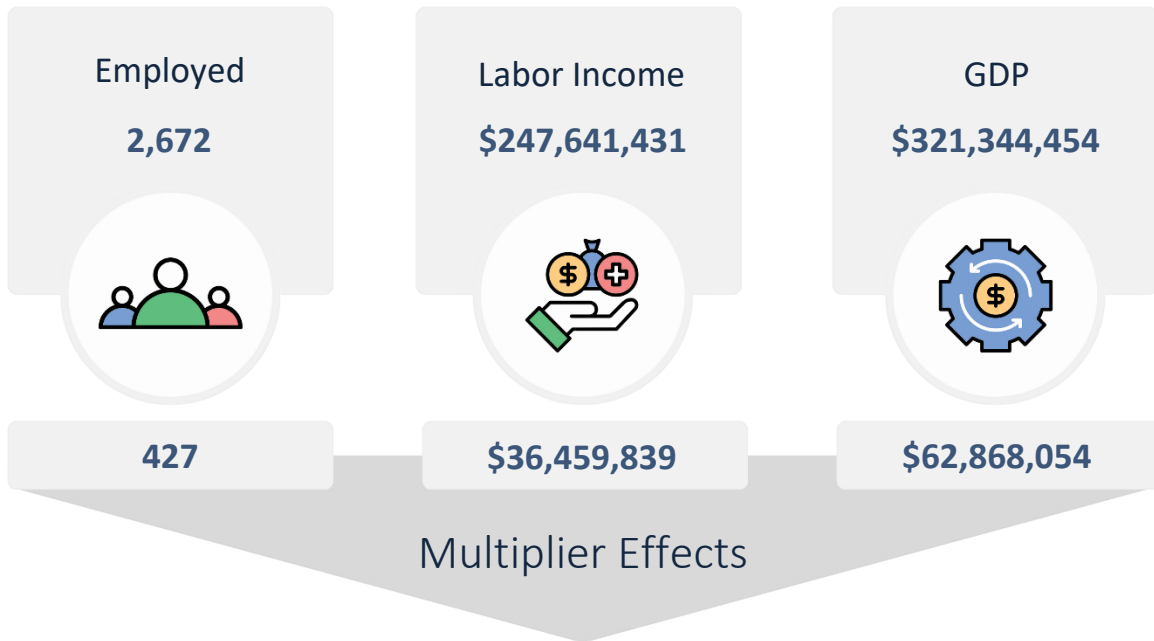 Employed
2,672
Labor Income
$247,641,431
GDP
$321,344,454
427
$36,459,839
$62,868,054
Multiplier Effects